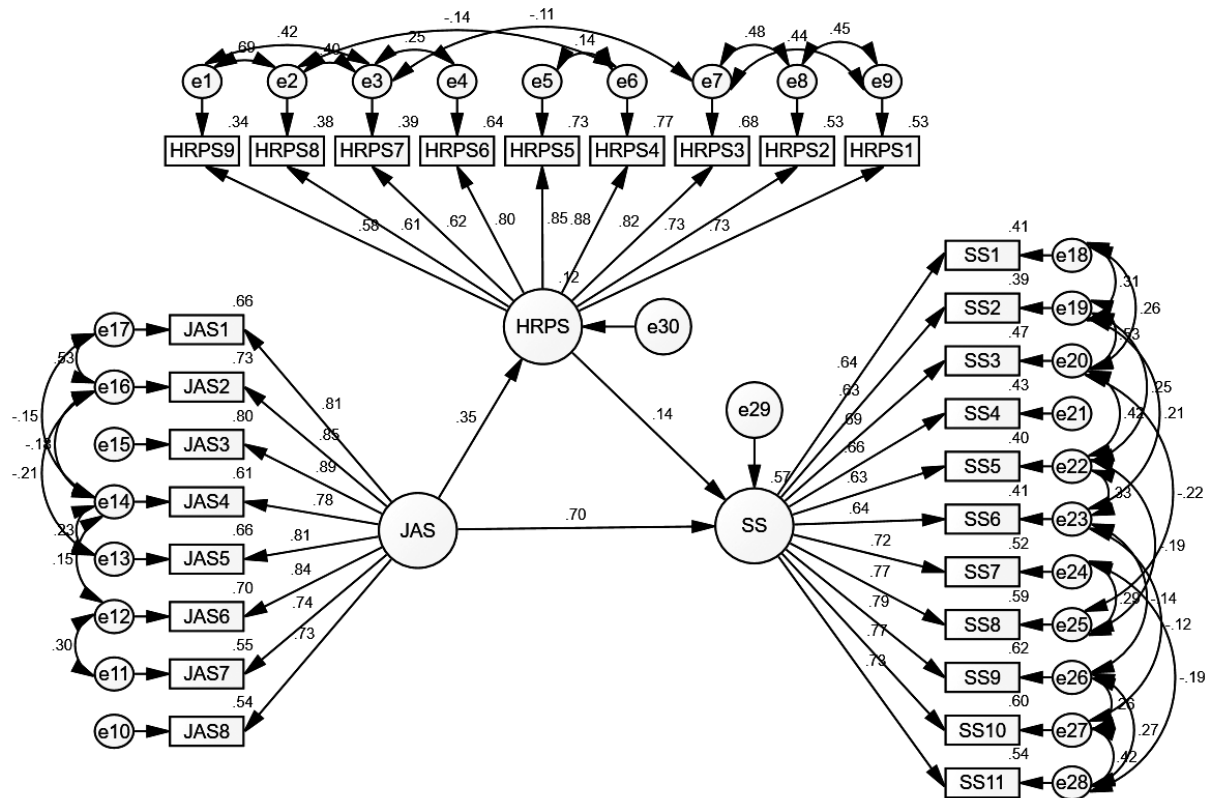 -.14 -.11
.42 .25 .48 .45
.69 .40 .14 .44
e1 e2 e3 e4 e5 e6 e7 e8 e9
.34 .38 .39 .64 .73 .77 .68 .53 .53
HRPS9 HRPS8 HRPS7 HRPS6 HRPS5 HRPS4 HRPS3 HRPS2 HRPS1
.58 .61 .62 .80 .85 .88 .82 .73 .73
.12
HRPS e30
.35 .14
e29
.57
JAS .70 SS
.66
e17 JAS1 .81
.53 .73
e16 JAS2 .85
-.15 .80
e15 JAS3 .89
-.21 .61
e14 JAS4 .78
.23 .66
e13 JAS5 .81
.15 .70
e12 JAS6 .84
.30 .55
e11 JAS7 .74
.54
e10 JAS8 .73
.41
.64 SS1 e18
.39 .31
.63 SS2 e19 .26
.47 .53
.69 SS3 e20
.43 .25
.66 SS4 e21 .42 .21
.40
.63 SS5 e22
.41 .33 -.22
.64 SS6 e23
.52 .19
.72 SS7 e24
.59 .29 -.14
.77 SS8 e25 -.12
.62
.79 SS9 e26 -.19
.60 .26
.77 SS10 e27 .27
.54 .42
.73 SS11 e28